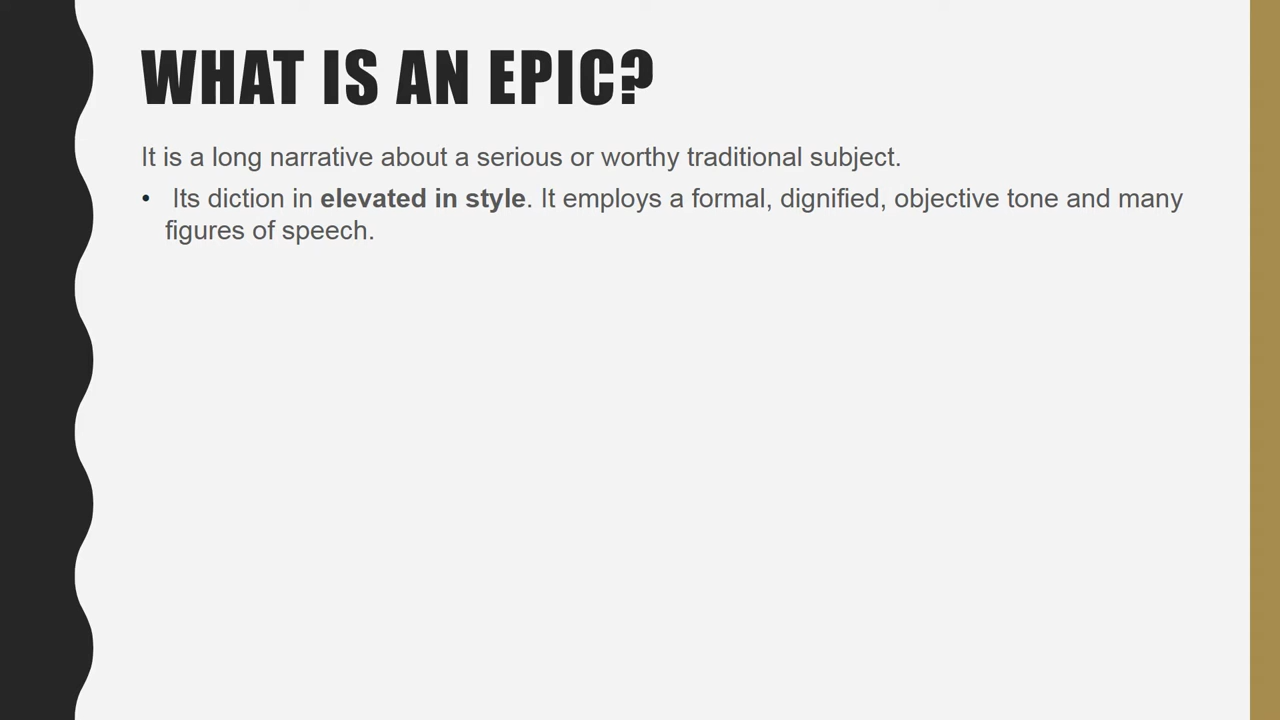 WHAT IS AN EPIC?
It is a long narrative about a serious or worthy traditional subject.
• Its diction in elevated in style. It employs a formal, dignified, objective tone and many
figures of speech.